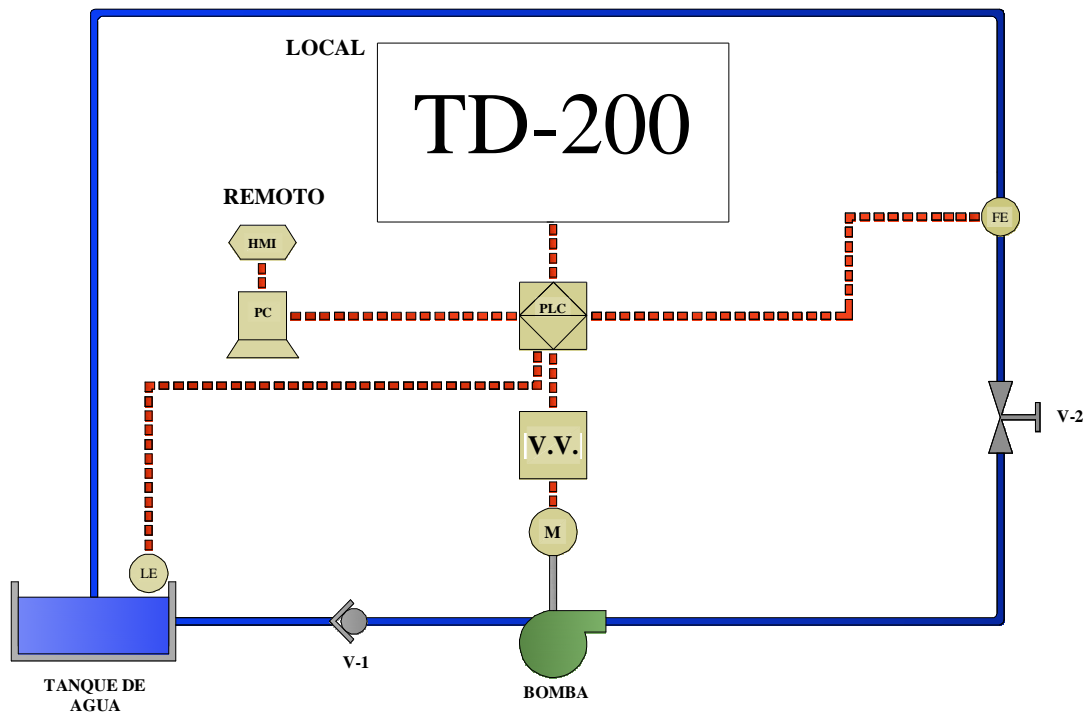 LOCAL
TD-200
REMOTO
HMI
FE
PC
PLC
V-2
V.V.
M
LE
V-1
TANQUE DE
AGUA
BOMBA